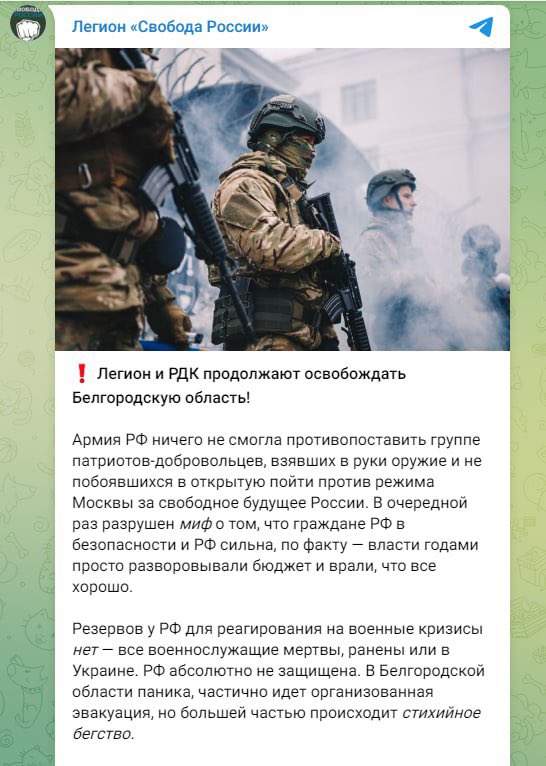 Легион «Свобода России»
❗ Легион и РДК продолжают освобождать
Белгородскую область!
Армия РФ ничего не смогла противопоставить группе
патриотов-добровольцев, взявших в руки оружие и не
побоявшихся в открытую пойти против режима
Москвы за свободное будущее России. В очередной
раз разрушен миф о том, что граждане РФ в
безопасности и РФ сильна, по факту — власти годами
просто разворовывали бюджет и врали, что все
хорошо.
Резервов у РФ для реагирования на военные кризисы
нет — все военнослужащие мертвы, ранены или в
Украине. РФ абсолютно не защищена. В Белгородской
области паника, частично идет организованная
эвакуация, но большей частью происходит стихийное
бегство.